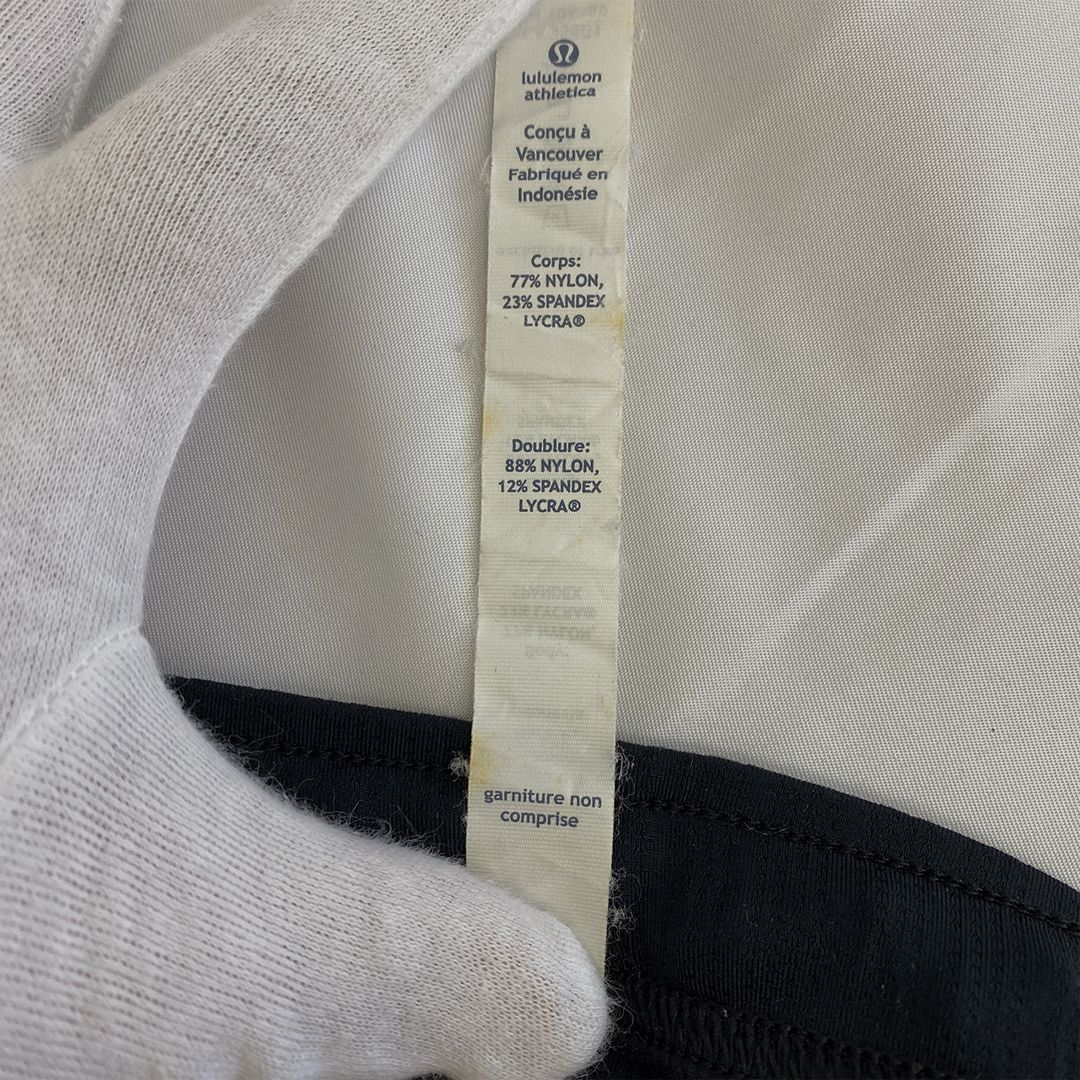 lululemon
athletica
Conçu à
Vancouver
Fabriqué en
Indonésie
Corps:
77% NYLON,
23% SPANDEX
LYCRA®
Doublure:
88% NYLON,
12% SPANDEX
LYCRA®
garniture non
comprise